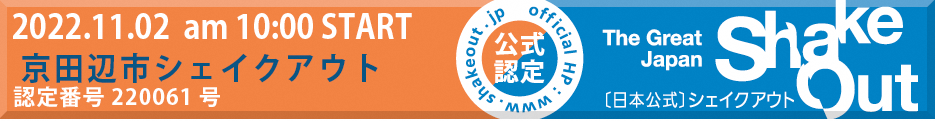 2022.11.02 am 10:00 START
京田辺市シェイクアウト
認定番号 220061 号
公式
認定
official HP : www.shakeout.jp
The Great
Japan
Shake
Out
〔日本公式〕シェイクアウト